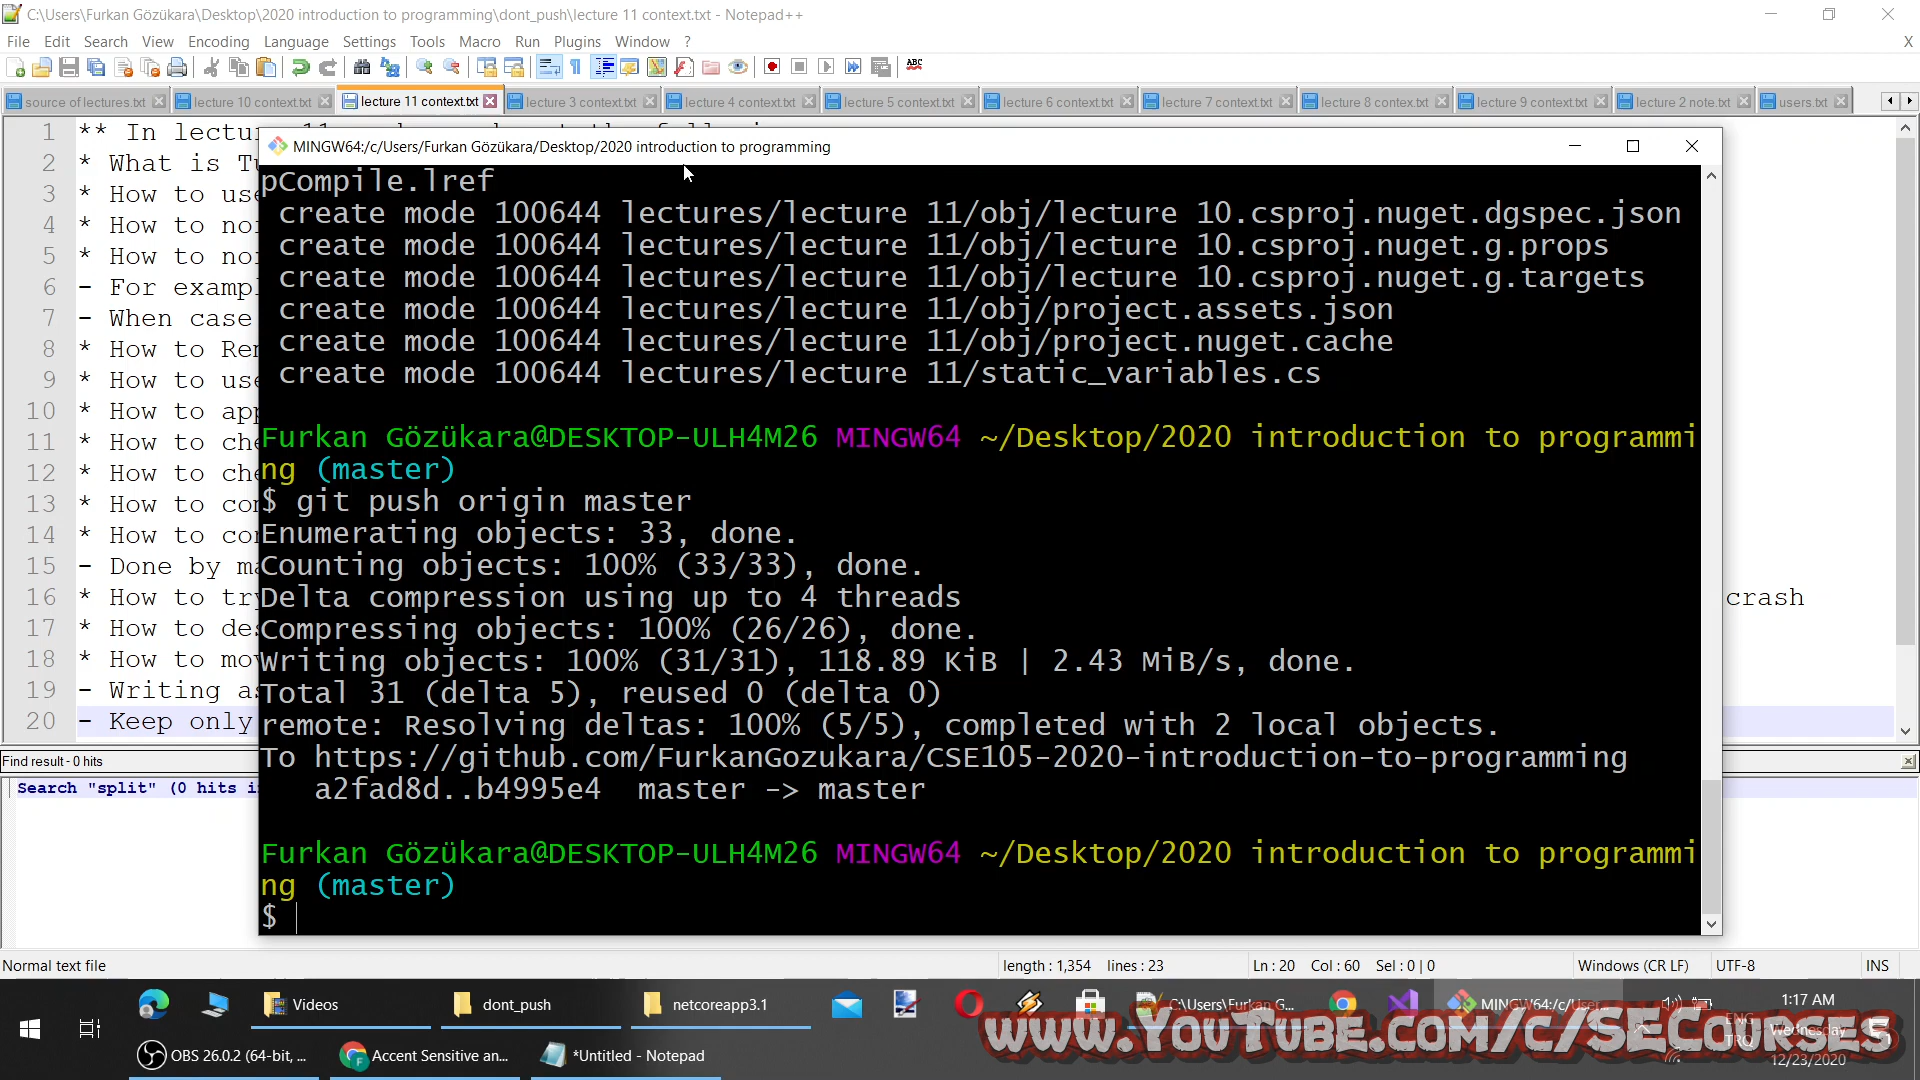 C:\Users\Furkan Gözükara\Desktop\2020 introduction to programming\dont_push\lecture 11 context.txt - Notepad++
File Edit Search View Encoding Language Settings Tools Macro Run Plugins Window ? X
source of lectures.txt lecture 10 context.txt lecture 11 context.txt lecture 3 context.txt lecture 4 context.txt lecture 5 context.txt lecture 6 context.txt lecture 7 context.txt lecture 8 contex.txt lecture 9 context.txt lecture 2 note.txt users.txt
1 ** In lectur
2 * What is T
3 * How to use
4 * How to no
5 * How to no
6 - For exampl
7 - When case
8 * How to Re
9 * How to use
10 * How to app
11 * How to che
12 * How to che
13 * How to co
14 * How to co
15 - Done by ma
16 * How to try crash
17 * How to des
18 * How to mo
19 - Writing as
20 - Keep only
MINGW64:/c/Users/Furkan Gözükara/Desktop/2020 introduction to programming
pCompile.lref
create mode 100644 lectures/lecture 11/obj/lecture 10.csproj.nuget.dgspec.json
create mode 100644 lectures/lecture 11/obj/lecture 10.csproj.nuget.g.props
create mode 100644 lectures/lecture 11/obj/lecture 10.csproj.nuget.g.targets
create mode 100644 lectures/lecture 11/obj/project.assets.json
create mode 100644 lectures/lecture 11/obj/project.nuget.cache
create mode 100644 lectures/lecture 11/static_variables.cs
Furkan Gözükara@DESKTOP-ULH4M26 MINGW64 ~/Desktop/2020 introduction to programmi
ng (master)
$ git push origin master
Enumerating objects: 33, done.
Counting objects: 100% (33/33), done.
Delta compression using up to 4 threads
Compressing objects: 100% (26/26), done.
Writing objects: 100% (31/31), 118.89 KiB | 2.43 MiB/s, done.
Total 31 (delta 5), reused 0 (delta 0)
remote: Resolving deltas: 100% (5/5), completed with 2 local objects.
To https://github.com/FurkanGozukara/CSE105-2020-introduction-to-programming
a2fad8d..b4995e4 master -> master
Furkan Gözükara@DESKTOP-ULH4M26 MINGW64 ~/Desktop/2020 introduction to programmi
ng (master)
$
Find result - 0 hits
Search "split" (0 hits i
Normal text file length : 1,354 lines : 23 Ln : 20 Col : 60 Sel : 0 | 0 Windows (CR LF) UTF-8 INS
Videos dont_push netcoreapp3.1 C:\Users\Furkan G... MINGW64:/c/User... 1:17 AM
ENG Wednesday
TRQ 12/23/2020
OBS 26.0.2 (64-bit, ... Accent Sensitive an... *Untitled - Notepad
www.YouTube.com/c/SECourses